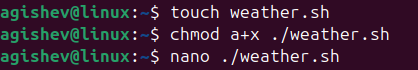 agishev@linux:~$ touch weather.sh
agishev@linux:~$ chmod a+x ./weather.sh
agishev@linux:~$ nano ./weather.sh